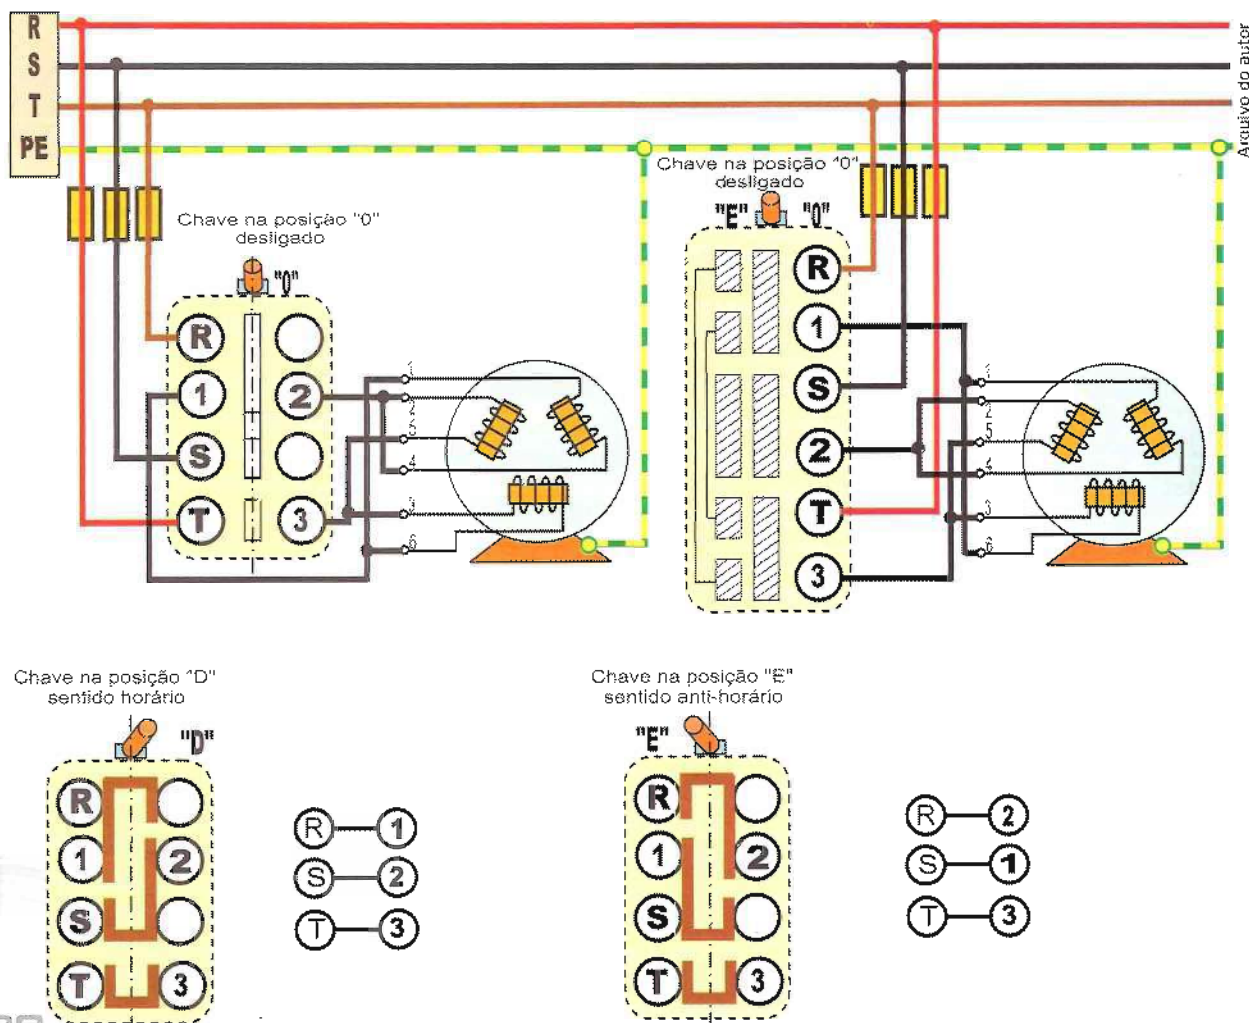 R
S
T
PE
Arquivo do autor
Chave na posição "0"
desligado
"0"
R
1
2
S
T
3
1
2
5
4
3
6
Chave na posição "0"
desligado
"E"
"0"
R
1
S
2
T
3
1
2
5
4
3
6
Chave na posição "D"
sentido horário
"D"
R
1
2
S
T
3
R 1
S 2
T 3
Chave na posição "E"
sentido anti-horário
"E"
R
1
2
S
T
3
R 2
S 1
T 3